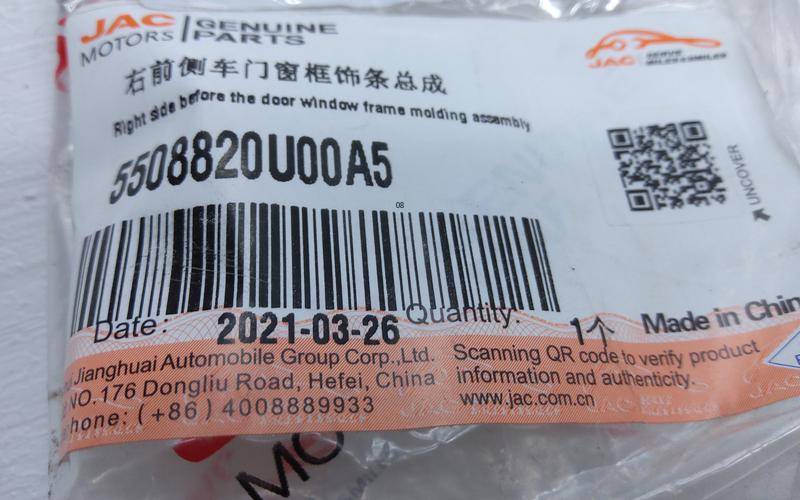 JAC MOTORS | GENUINE PARTS
JAC
右前侧车门窗框饰条总成
Right side before the door window frame molding assembly
5508820U00A5
UNCOVER
08
Date: 2021-03-26 Quantity: 1个 Made in Chin
Jianghuai Automobile Group Corp.,Ltd.
NO.176 Dongliu Road, Hefei, China
hone: (+86) 4008889933
Scanning QR code to verify product
information and authenticity.
www.jac.com.cn
MO